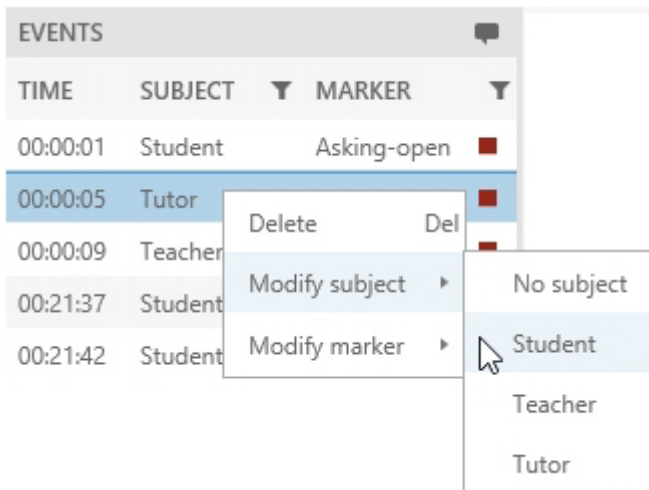 EVENTS
TIME SUBJECT MARKER
00:00:01 Student Asking-open
00:00:05 Tutor
Delete Del
00:00:09 Teacher
Modify subject No subject
00:21:37 Student
Modify marker Student
00:21:42 Student
Teacher
Tutor